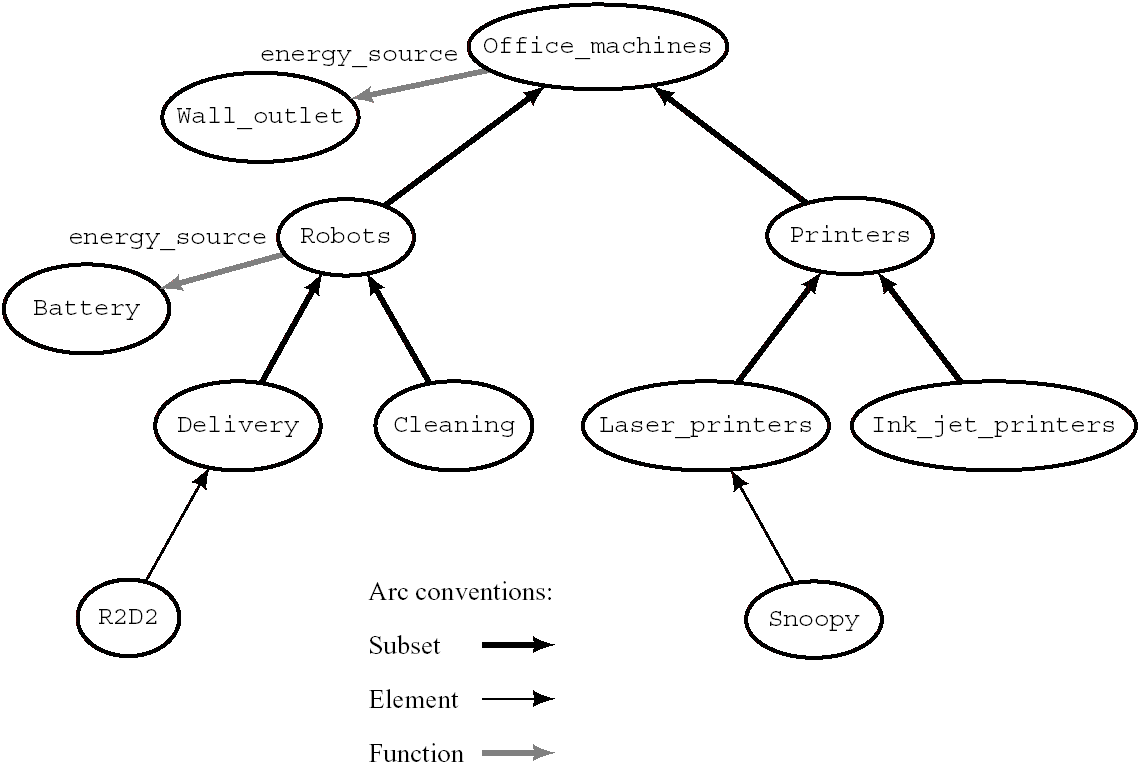 Office_machines
energy_source
Wall_outlet
energy_source
Robots
Printers
Battery
Delivery
Cleaning
Laser_printers
Ink_jet_printers
R2D2
Snoopy
Arc conventions:
Subset
Element
Function